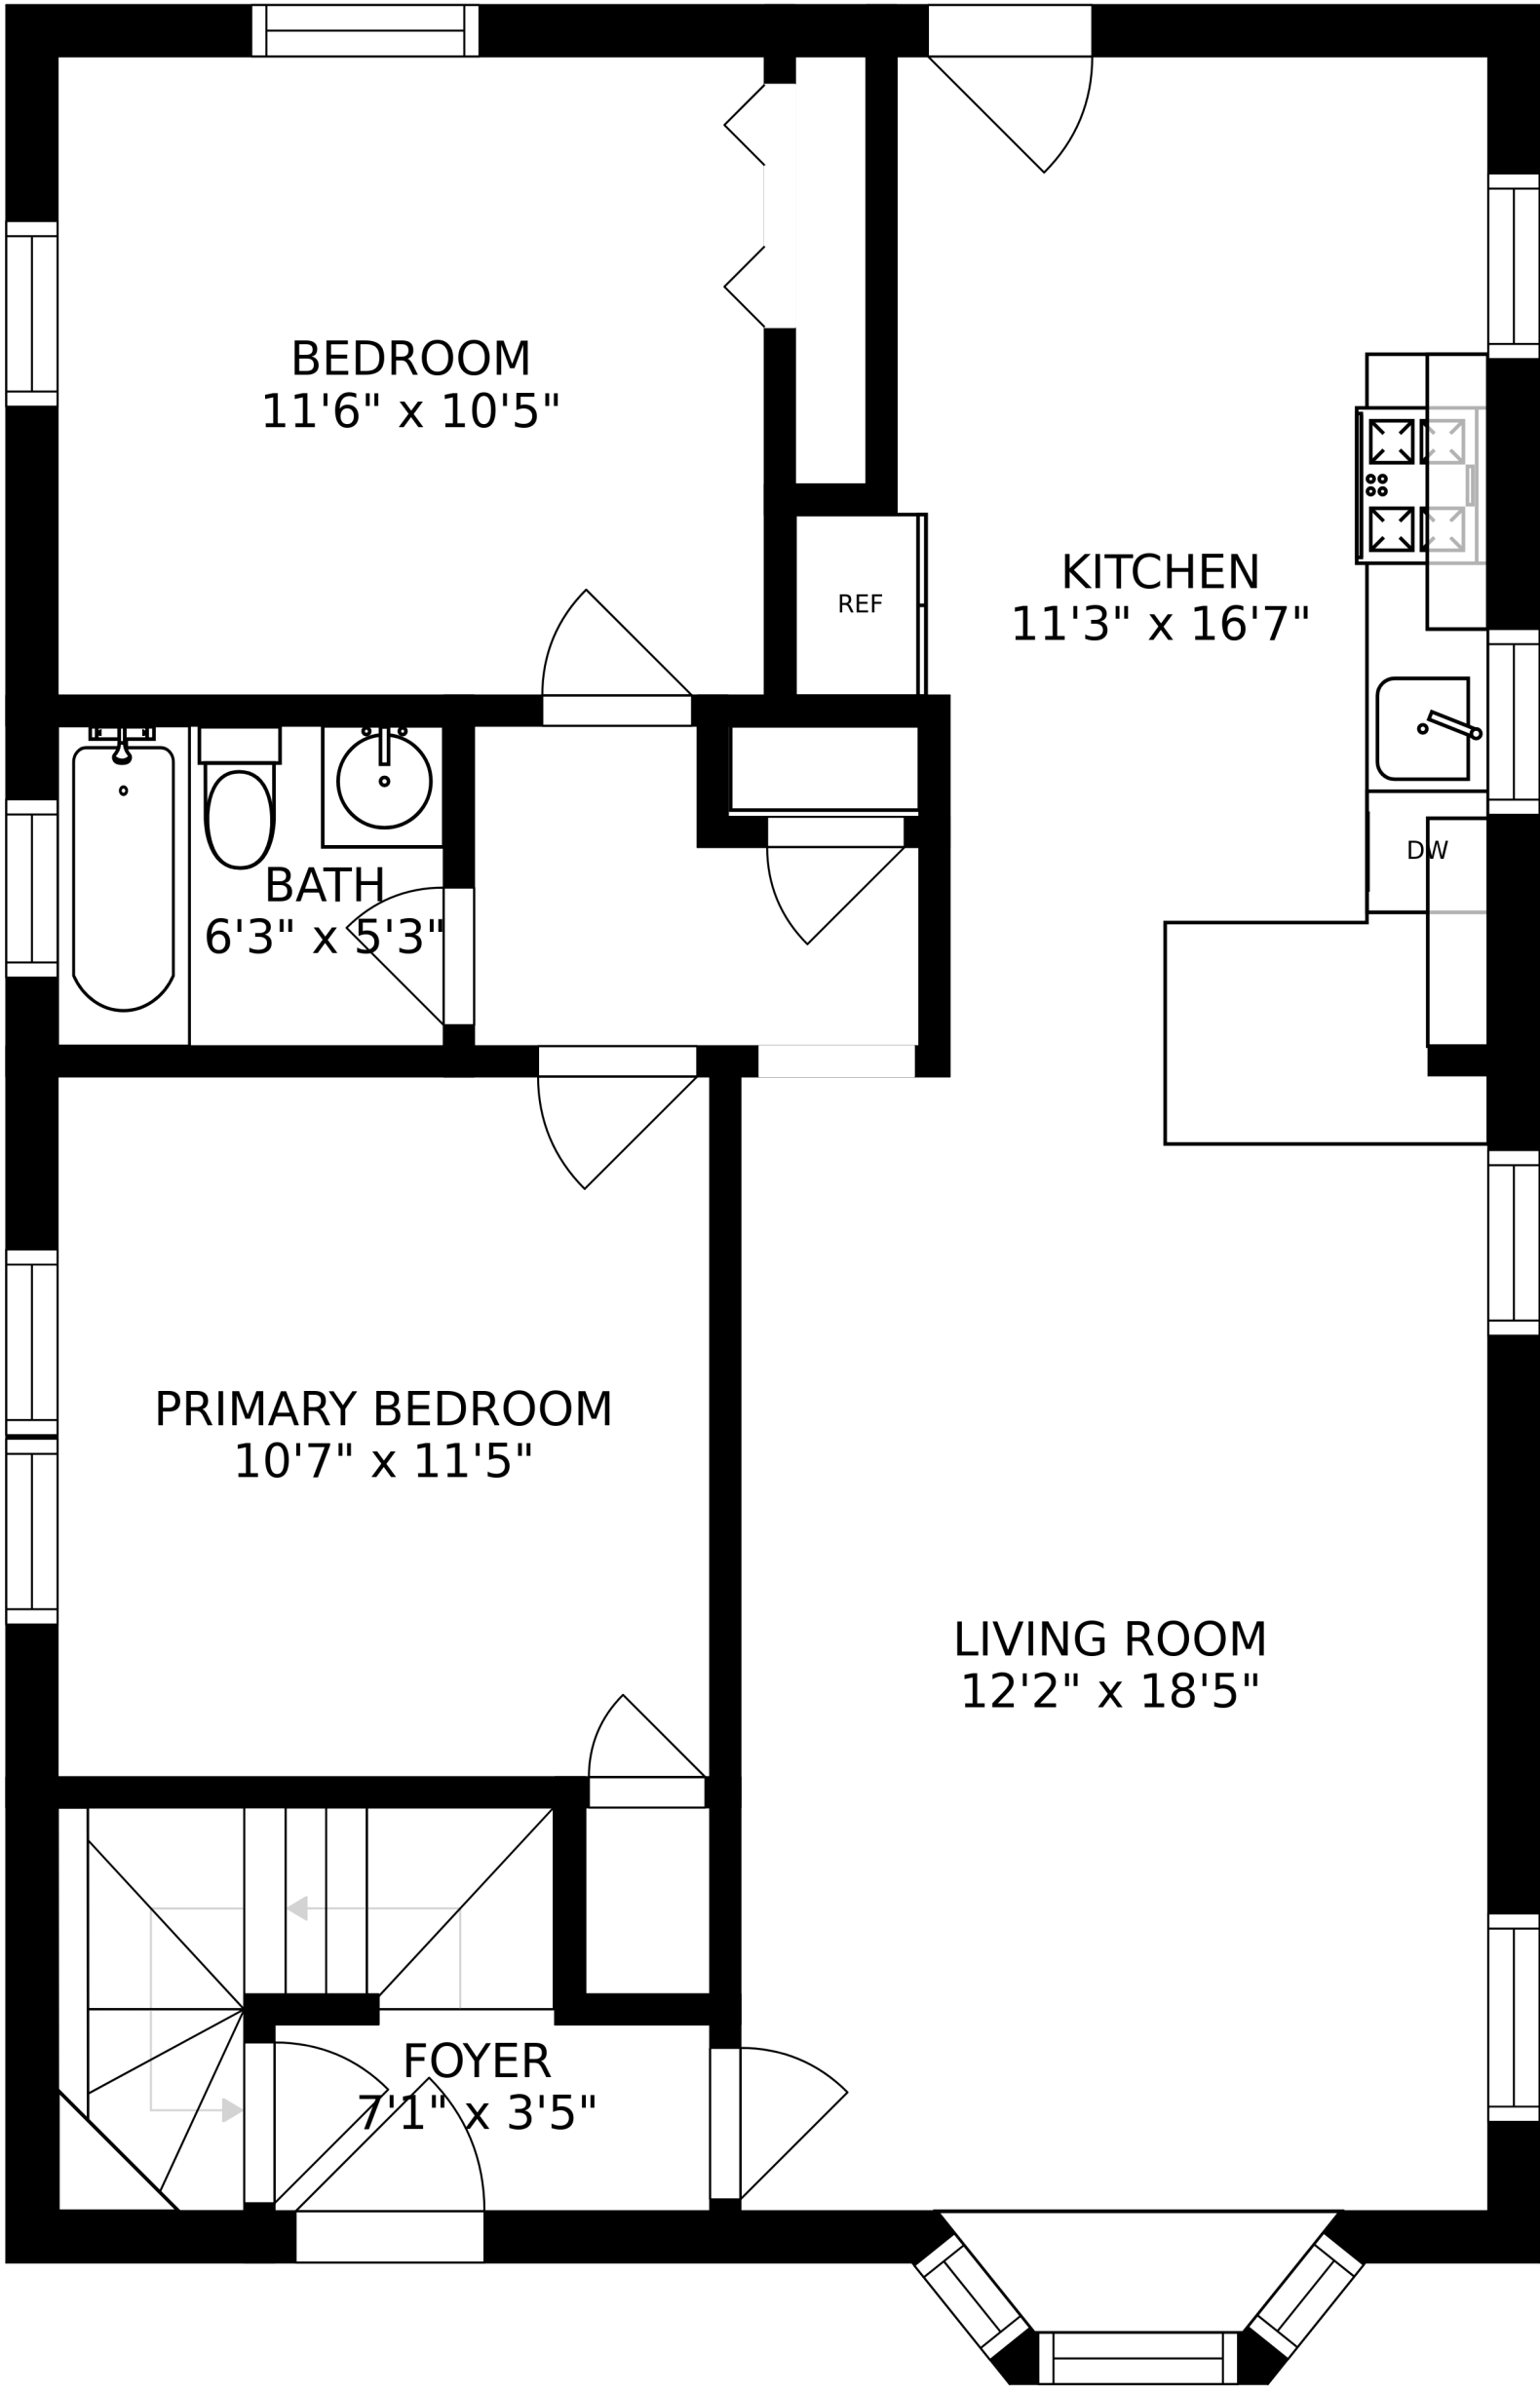 BEDROOM
11'6" x 10'5"
KITCHEN
11'3" x 16'7"
REF
DW
BATH
6'3" x 5'3"
PRIMARY BEDROOM
10'7" x 11'5"
LIVING ROOM
12'2" x 18'5"
FOYER
7'1" x 3'5"